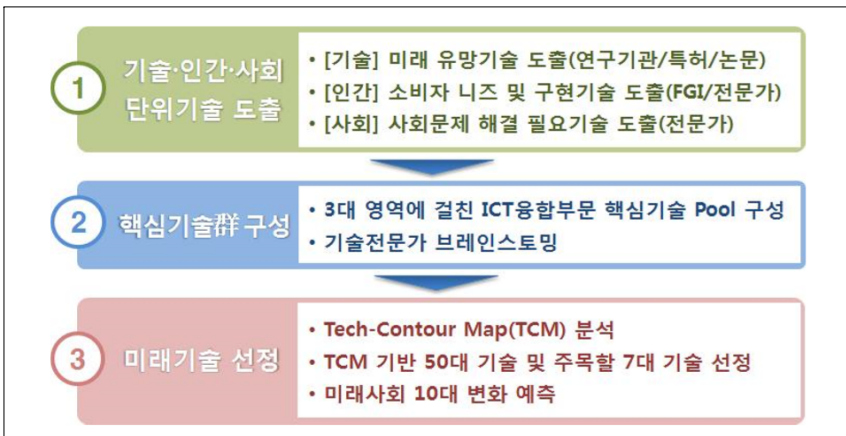 1
기술·인간·사회
단위기술 도출
• [기술] 미래 유망기술 도출(연구기관/특허/논문)
• [인간] 소비자 니즈 및 구현기술 도출(FGI/전문가)
• [사회] 사회문제 해결 필요기술 도출(전문가)
2
핵심기술群 구성
• 3대 영역에 걸친 ICT융합부문 핵심기술 Pool 구성
• 기술전문가 브레인스토밍
3
미래기술 선정
• Tech-Contour Map(TCM) 분석
• TCM 기반 50대 기술 및 주목할 7대 기술 선정
• 미래사회 10대 변화 예측